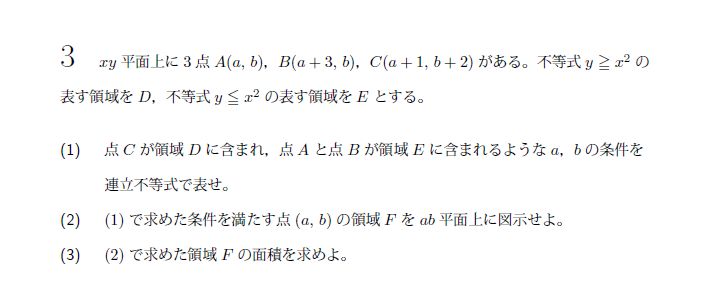 3 xy 平面上に 3 点 A(a, b), B(a + 3, b), C(a + 1, b + 2) がある。不等式 y ≧ x² の
表す領域を D, 不等式 y ≦ x² の表す領域を E とする。
(1) 点 C が領域 D に含まれ，点 A と点 B が領域 E に含まれるような a, b の条件を
連立不等式で表せ。
(2) (1) で求めた条件を満たす点 (a, b) の領域 F を ab 平面上に図示せよ。
(3) (2) で求めた領域 F の面積を求めよ。